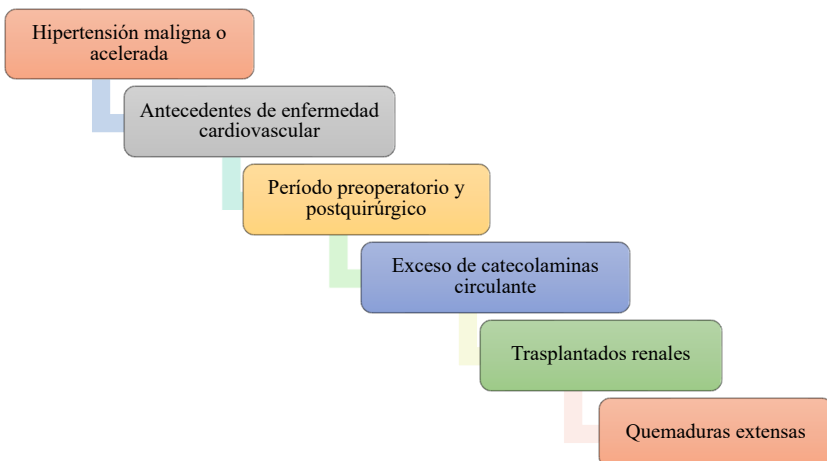 Hipertensión maligna o
acelerada
Antecedentes de enfermedad
cardiovascular
Período preoperatorio y
postquirúrgico
Exceso de catecolaminas
circulante
Trasplantados renales
Quemaduras extensas